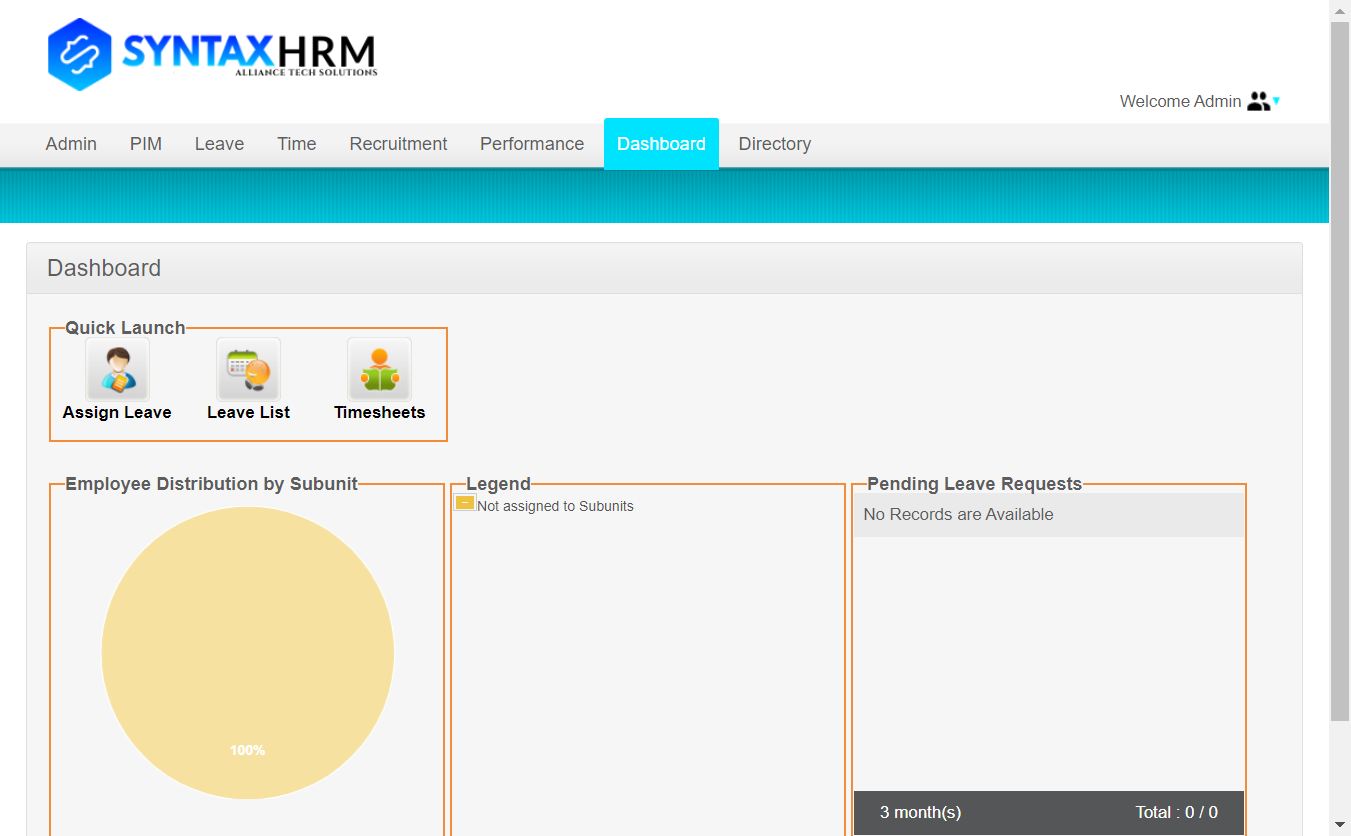 SYNTAXHRM
ALLIANCE TECH SOLUTIONS
Welcome Admin
Admin PIM Leave Time Recruitment Performance Dashboard Directory
Dashboard
Quick Launch
Assign Leave Leave List Timesheets
Employee Distribution by Subunit
100%
Legend
Not assigned to Subunits
Pending Leave Requests
No Records are Available
3 month(s) Total : 0 / 0